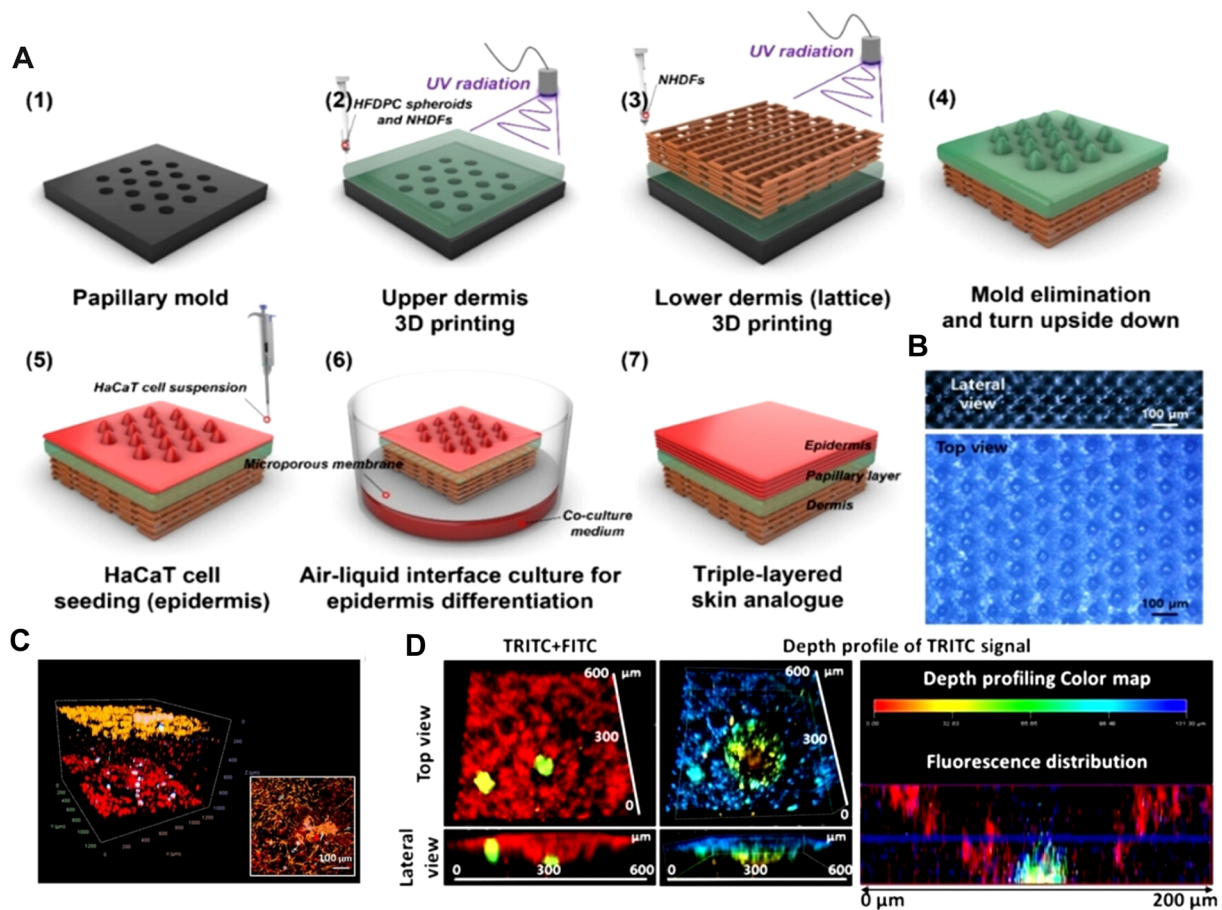 A
(1)
Papillary mold
(2)
UV radiation
HFDPC spheroids
and NHDFs
Upper dermis
3D printing
(3)
UV radiation
NHDFs
Lower dermis (lattice)
3D printing
(4)
Mold elimination
and turn upside down
(5)
HaCaT cell suspension
HaCaT cell
seeding (epidermis)
(6)
Microporous membrane
Co-culture
medium
Air-liquid interface culture for
epidermis differentiation
(7)
Epidermis
Papillary layer
Dermis
Triple-layered
skin analogue
B
Lateral
view
100 µm
Top view
100 µm
C
100 µm
D
TRITC+FITC
Depth profile of TRITC signal
Top view
600 µm
300
0
600 µm
300
0
Lateral
view
µm
0 300 600
µm
0 300 600
Depth profiling Color map
Fluorescence distribution
0 µm 200 µm